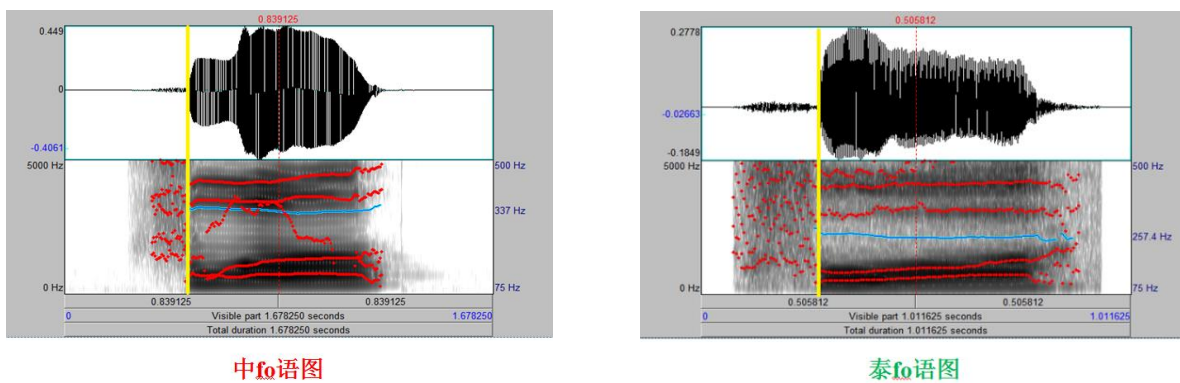 0.839125
0.449
0
-0.4061
5000 Hz
500 Hz
337 Hz
0 Hz
75 Hz
0.839125
0.839125
0
Visible part 1.678250 seconds
1.678250
Total duration 1.678250 seconds
中fo语图
0.505812
0.2778
-0.02663
-0.1849
5000 Hz
500 Hz
257.4 Hz
0 Hz
75 Hz
0.505812
0.505812
0
Visible part 1.011625 seconds
1.011625
Total duration 1.011625 seconds
泰fo语图